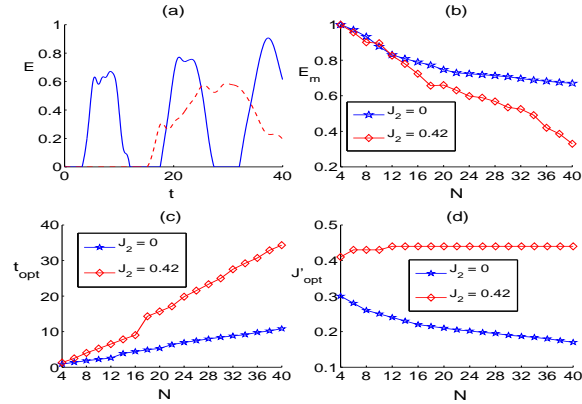 (a)
E
1
0.8
0.6
0.4
0.2
0
0 20 40
t
(b)
E_m
1
0.8
0.6
0.4
0.2
J_2 = 0
J_2 = 0.42
4 8 12 16 20 24 28 32 36 40
N
(c)
t_opt
40
30
20
10
0
J_2 = 0
J_2 = 0.42
4 8 12 16 20 24 28 32 36 40
N
(d)
J'_opt
0.5
0.4
0.3
0.2
0.1
J_2 = 0
J_2 = 0.42
4 8 12 16 20 24 28 32 36 40
N